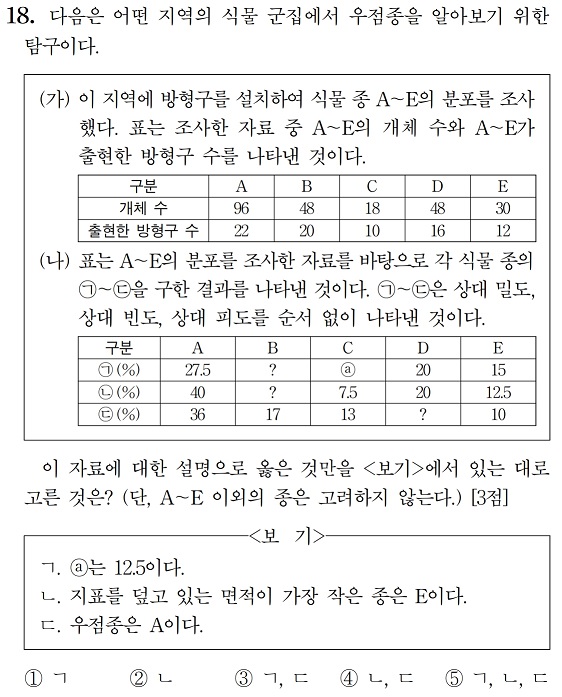 18. 다음은 어떤 지역의 식물 군집에서 우점종을 알아보기 위한
탐구이다.
(가) 이 지역에 방형구를 설치하여 식물 종 A~E의 분포를 조사
했다. 표는 조사한 자료 중 A~E의 개체 수와 A~E가
출현한 방형구 수를 나타낸 것이다.
구분 A B C D E
개체 수 96 48 18 48 30
출현한 방형구 수 22 20 10 16 12
(나) 표는 A~E의 분포를 조사한 자료를 바탕으로 각 식물 종의
㉠~㉢을 구한 결과를 나타낸 것이다. ㉠~㉢은 상대 밀도,
상대 빈도, 상대 피도를 순서 없이 나타낸 것이다.
구분 A B C D E
㉠(%) 27.5 ? ⓐ 20 15
㉡(%) 40 ? 7.5 20 12.5
㉢(%) 36 17 13 ? 10
이 자료에 대한 설명으로 옳은 것만을 <보기>에서 있는 대로
고른 것은? (단, A~E 이외의 종은 고려하지 않는다.) [3점]
<보 기>
ㄱ. ⓐ는 12.5이다.
ㄴ. 지표를 덮고 있는 면적이 가장 작은 종은 E이다.
ㄷ. 우점종은 A이다.
① ㄱ ② ㄴ ③ ㄱ, ㄷ ④ ㄴ, ㄷ ⑤ ㄱ, ㄴ, ㄷ